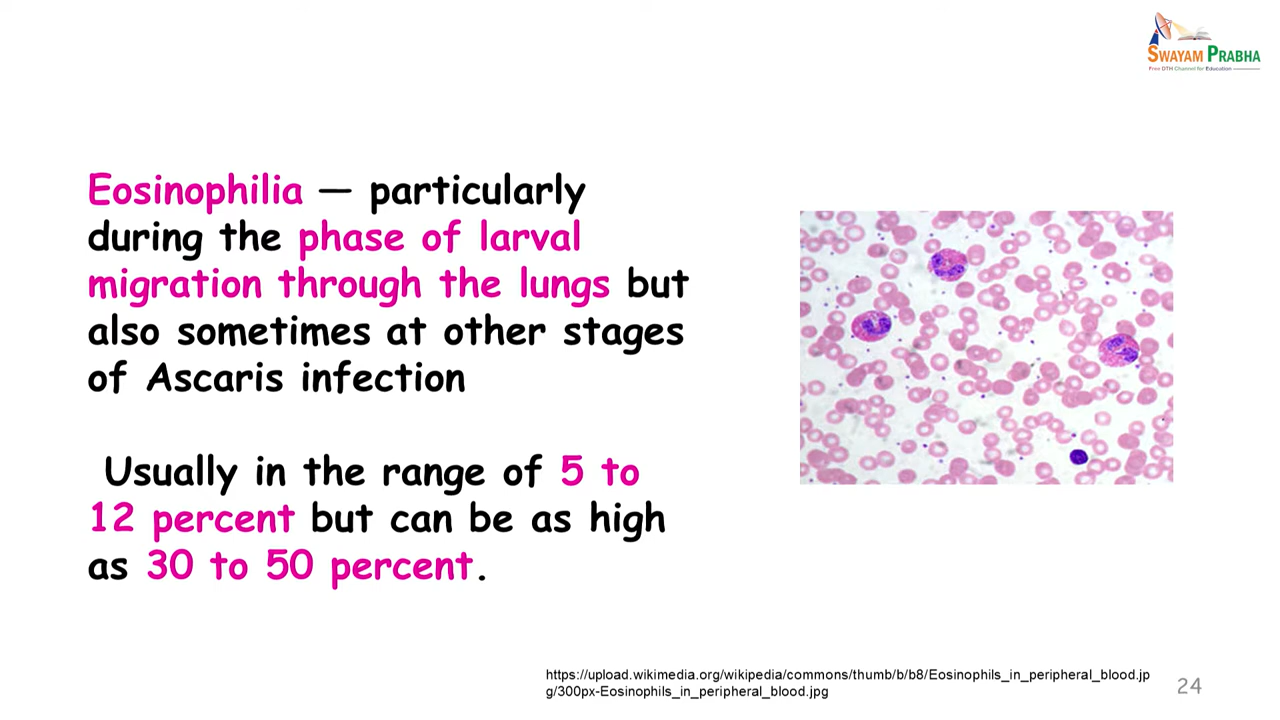 SWAYAM PRABHA
Free DTH Channel for Education
Eosinophilia — particularly
during the phase of larval
migration through the lungs but
also sometimes at other stages
of Ascaris infection
Usually in the range of 5 to
12 percent but can be as high
as 30 to 50 percent.
https://upload.wikimedia.org/wikipedia/commons/thumb/b/b8/Eosinophils_in_peripheral_blood.jp
g/300px-Eosinophils_in_peripheral_blood.jpg
24